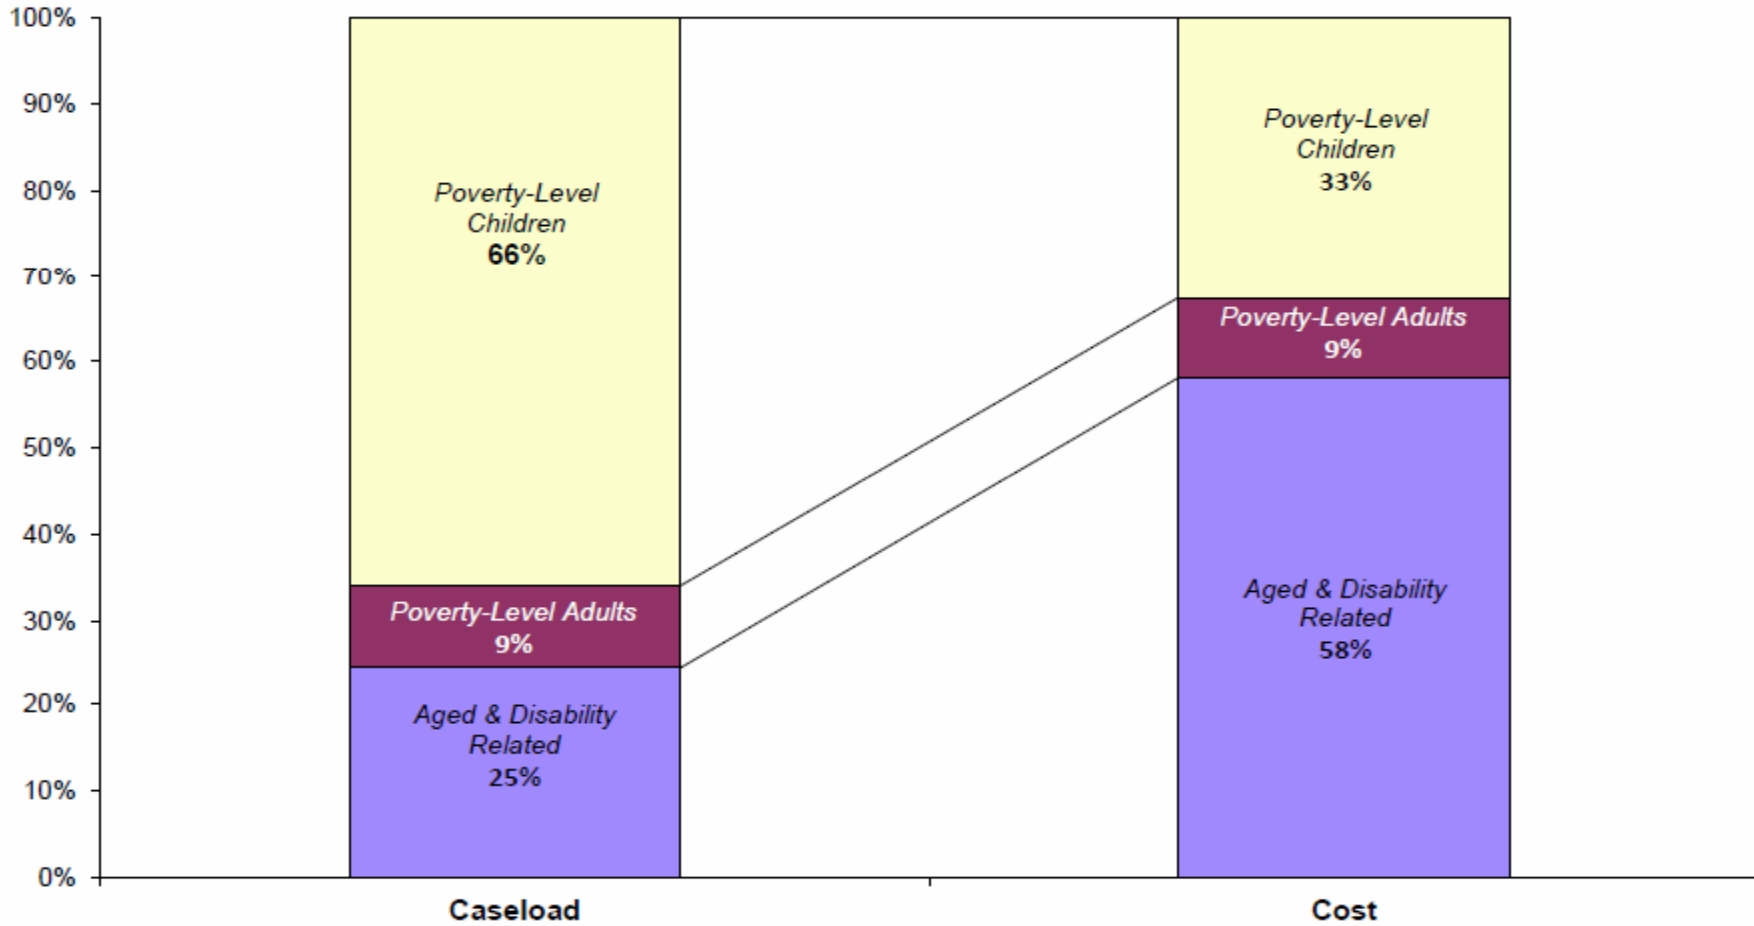 100%
90%
80%
70%
60%
50%
40%
30%
20%
10%
0%
Poverty-Level
Children
66%
Poverty-Level Adults
9%
Aged & Disability
Related
25%
Poverty-Level
Children
33%
Poverty-Level Adults
9%
Aged & Disability
Related
58%
Caseload
Cost